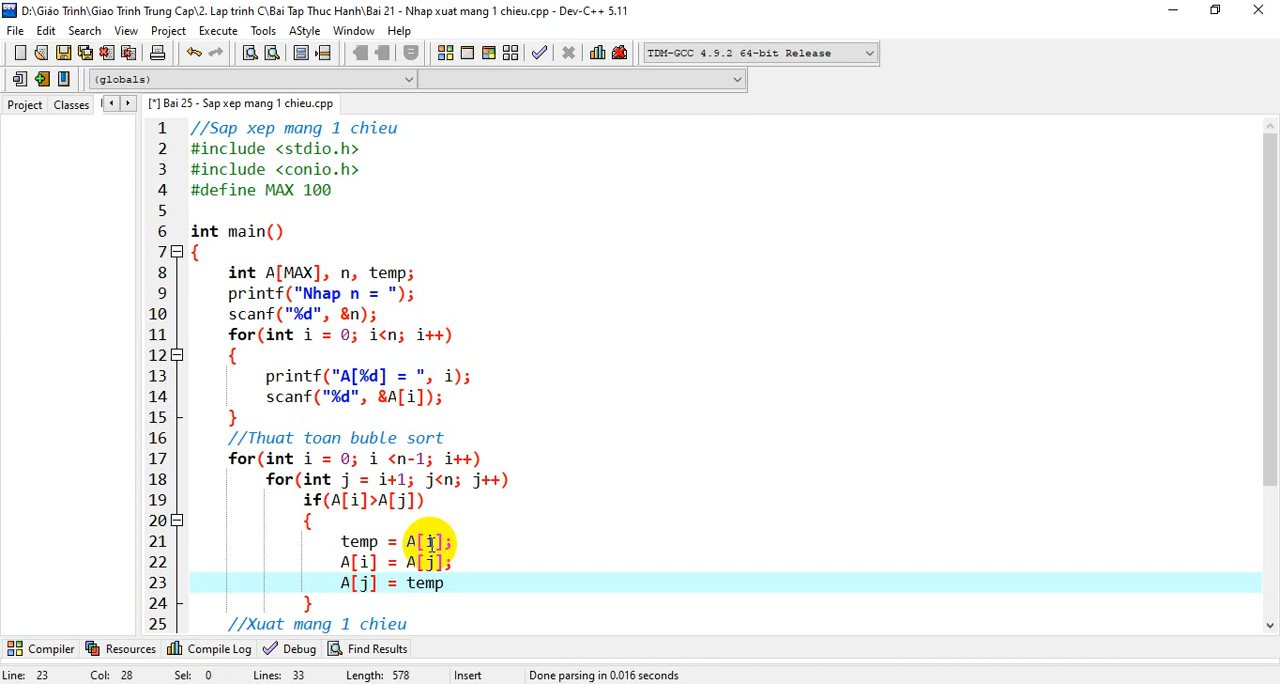 D:\Giáo Trình\Giao Trinh Trung Cap\2. Lap trinh C\Bai Tap Thuc Hanh\Bai 21 - Nhap xuat mang 1 chieu.cpp - Dev-C++ 5.11
File Edit Search View Project Execute Tools AStyle Window Help
TDM-GCC 4.9.2 64-bit Release
(globals)
Project Classes
[*] Bai 25 - Sap xep mang 1 chieu.cpp
1 //Sap xep mang 1 chieu
2 #include <stdio.h>
3 #include <conio.h>
4 #define MAX 100
5
6 int main()
7 {
8 int A[MAX], n, temp;
9 printf("Nhap n = ");
10 scanf("%d", &n);
11 for(int i = 0; i<n; i++)
12 {
13 printf("A[%d] = ", i);
14 scanf("%d", &A[i]);
15 }
16 //Thuat toan buble sort
17 for(int i = 0; i <n-1; i++)
18 for(int j = i+1; j<n; j++)
19 if(A[i]>A[j])
20 {
21 temp = A[i];
22 A[i] = A[j];
23 A[j] = temp
24 }
25 //Xuat mang 1 chieu
Compiler Resources Compile Log Debug Find Results
Line: 23 Col: 28 Sel: 0 Lines: 33 Length: 578 Insert Done parsing in 0.016 seconds